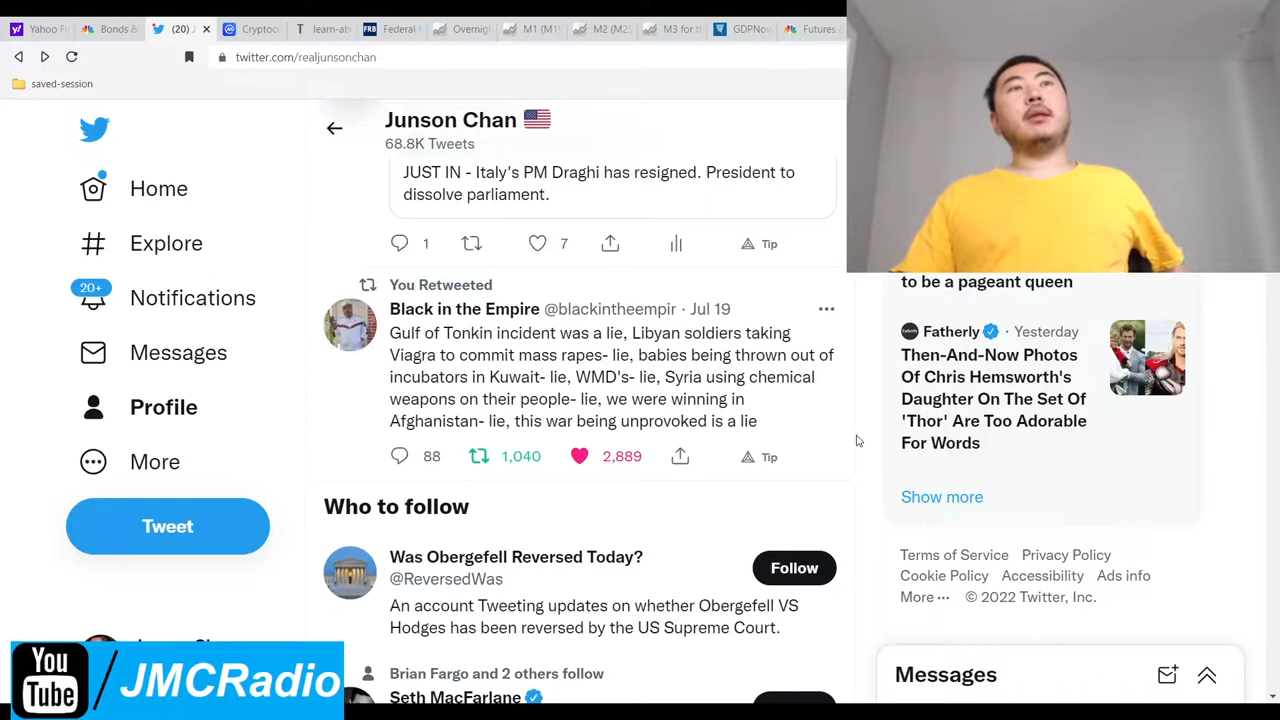 Yahoo Fi
Bonds &
(20) J
Cryptoc
learn-ab
Federal
Overnig
M1 (M1
M2 (M2
M3 for t
GDPNow
Futures
twitter.com/realjunsonchan
saved-session
Junson Chan
68.8K Tweets
JUST IN - Italy's PM Draghi has resigned. President to
dissolve parliament.
1
7
Tip
Home
Explore
20+
Notifications
Messages
Profile
More
Tweet
You Retweeted
Black in the Empire @blackintheempir · Jul 19
Gulf of Tonkin incident was a lie, Libyan soldiers taking
Viagra to commit mass rapes- lie, babies being thrown out of
incubators in Kuwait- lie, WMD's- lie, Syria using chemical
weapons on their people- lie, we were winning in
Afghanistan- lie, this war being unprovoked is a lie
88
1,040
2,889
Tip
Who to follow
Was Obergefell Reversed Today?
@ReversedWas
Follow
An account Tweeting updates on whether Obergefell VS
Hodges has been reversed by the US Supreme Court.
Brian Fargo and 2 others follow
Seth MacFarlane
to be a pageant queen
Fatherly · Yesterday
Then-And-Now Photos
Of Chris Hemsworth's
Daughter On The Set Of
'Thor' Are Too Adorable
For Words
Show more
Terms of Service Privacy Policy
Cookie Policy Accessibility Ads info
More ··· © 2022 Twitter, Inc.
Messages
You
Tube
/JMCRadio